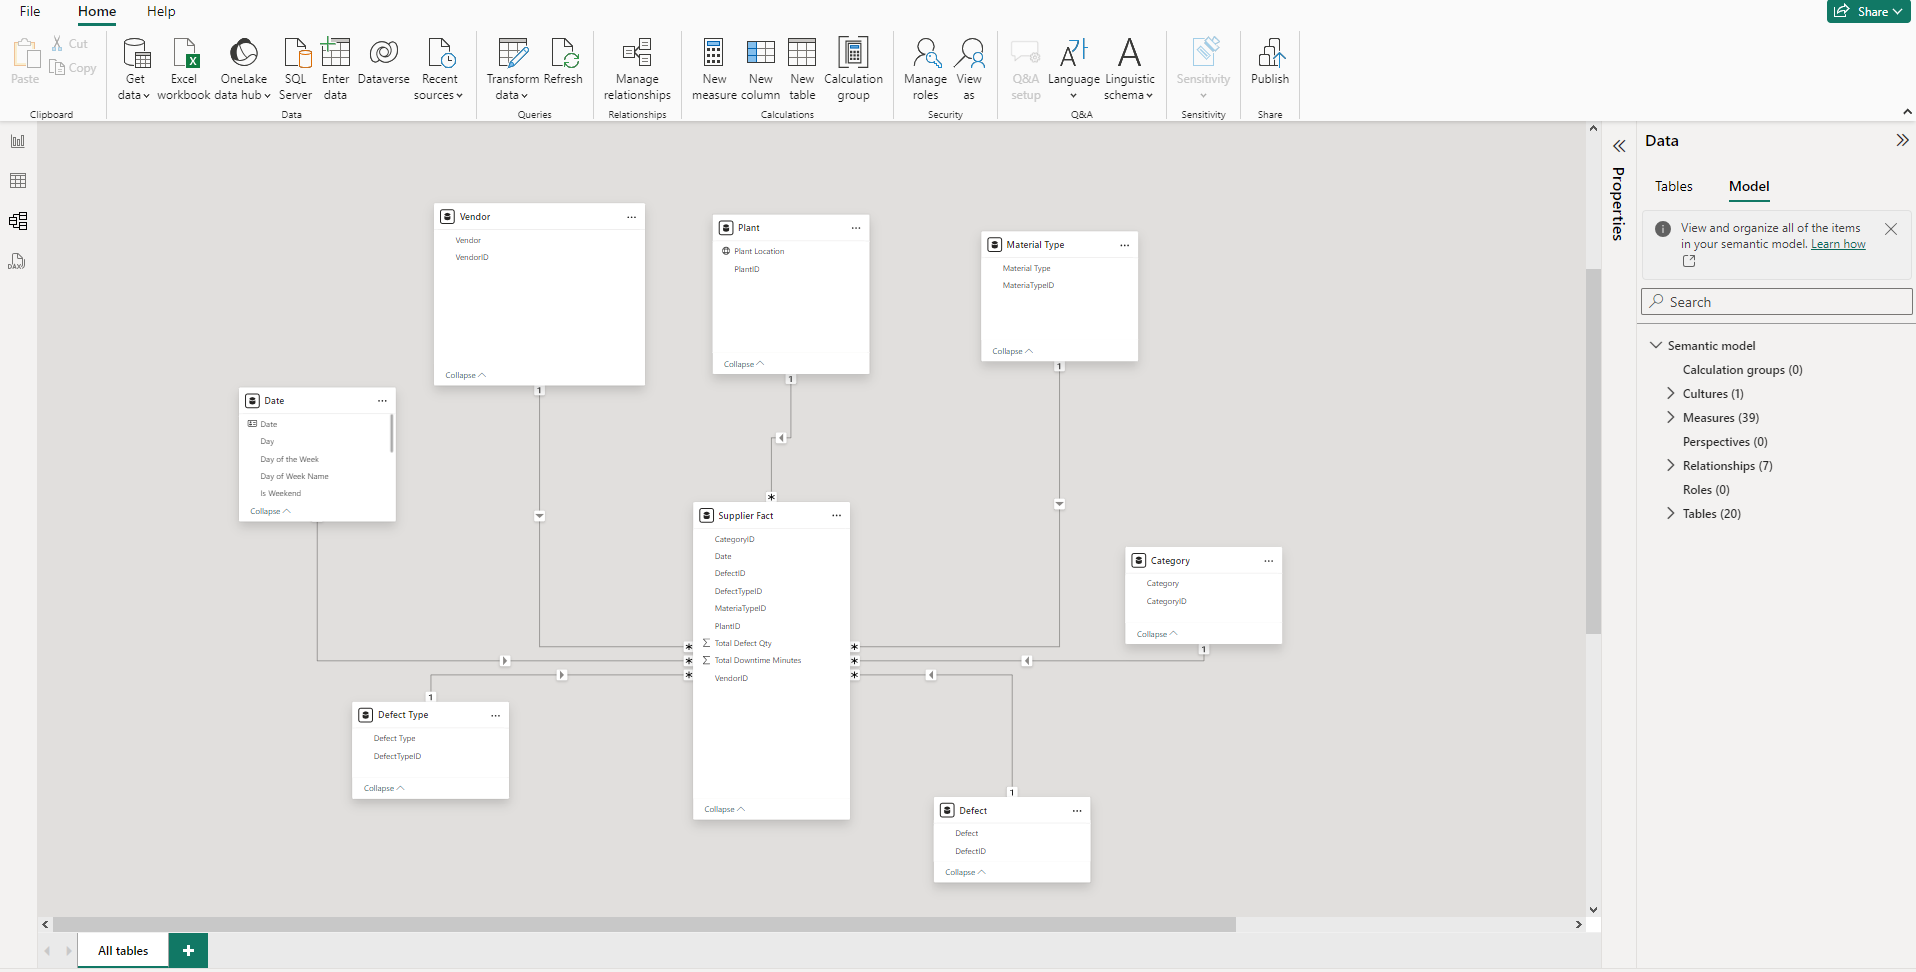 File Home Help
Share
Paste
Cut
Copy
Clipboard
Get data
Excel workbook
OneLake data hub
SQL Server
Enter data
Dataverse
Recent sources
Data
Transform data
Refresh
Queries
Manage relationships
Relationships
New measure
New column
New table
Calculation group
Calculations
Manage roles
View as
Security
Q&A setup
Language
Linguistic schema
Q&A
Sensitivity
Sensitivity
Publish
Share
Vendor
Vendor
VendorID
Collapse
1
Plant
Plant Location
PlantID
Collapse
1
*
Material Type
Material Type
MateriaTypeID
Collapse
1
Date
Date
Day
Day of the Week
Day of Week Name
Is Weekend
Collapse
Supplier Fact
CategoryID
Date
DefectID
DefectTypeID
MateriaTypeID
PlantID
Σ Total Defect Qty
Σ Total Downtime Minutes
VendorID
Collapse
* *
* *
* *
Category
Category
CategoryID
Collapse
1
1
Defect Type
Defect Type
DefectTypeID
Collapse
1
Defect
Defect
DefectID
Collapse
All tables +
Properties
Data
Tables Model
View and organize all of the items
in your semantic model. Learn how
Search
Semantic model
Calculation groups (0)
Cultures (1)
Measures (39)
Perspectives (0)
Relationships (7)
Roles (0)
Tables (20)
DAX